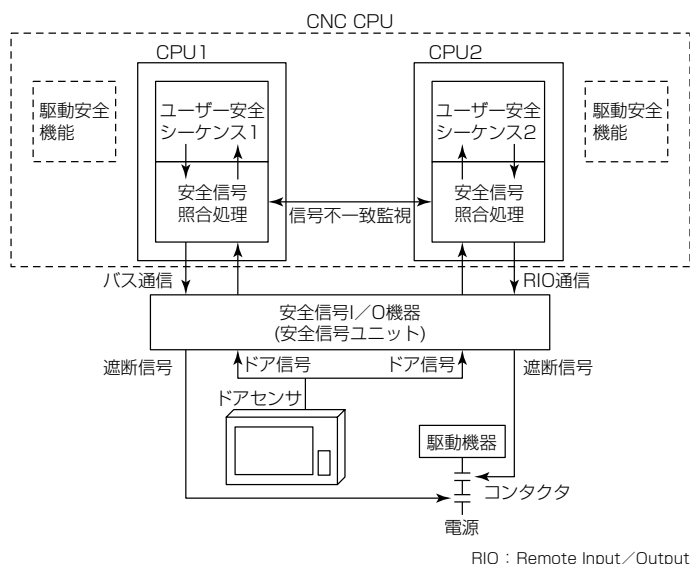 CNC CPU
CPU1
CPU2
駆動安全
機能
ユーザー安全
シーケンス1
ユーザー安全
シーケンス2
駆動安全
機能
安全信号
照合処理
信号不一致監視
安全信号
照合処理
バス通信
RIO通信
安全信号I／O機器
(安全信号ユニット)
遮断信号
ドア信号
ドア信号
遮断信号
ドアセンサ
駆動機器
コンタクタ
電源
RIO：Remote Input／Output